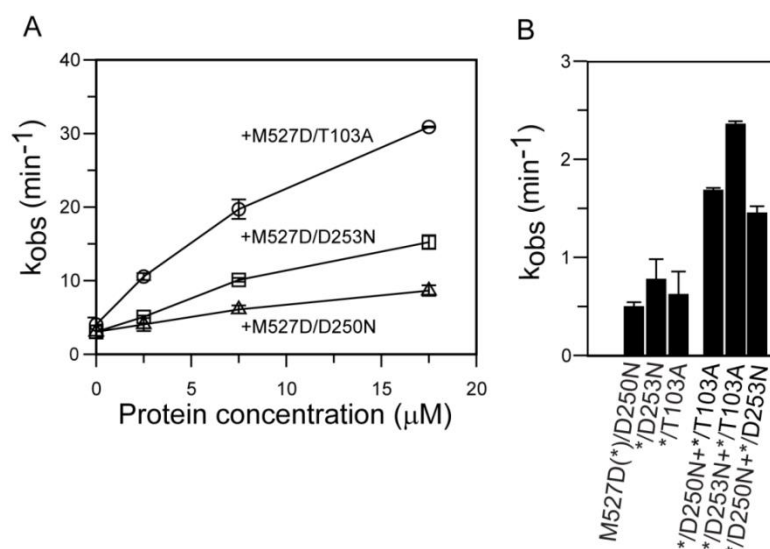 A
40
30
20
10
0
kobs (min-1)
+M527D/T103A
+M527D/D253N
+M527D/D250N
0
5
10
15
20
Protein concentration (μM)
B
3
2
1
0
kobs (min-1)
M527D(*)/D250N
*/D253N
*/T103A
*/D250N+*/T103A
*/D253N+*/T103A
*/D250N+*/D253N